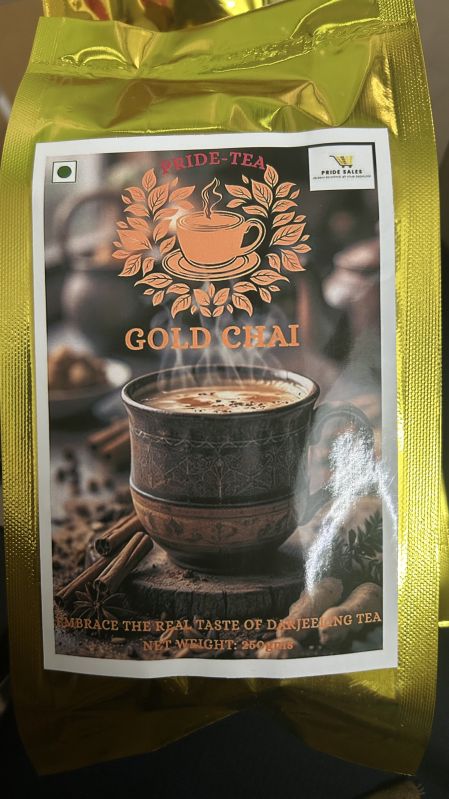 PRIDE-TEA
PRIDE SALES
GOLD CHAI
EMBRACE THE REAL TASTE OF DARJEELING TEA
NET WEIGHT: 250gms